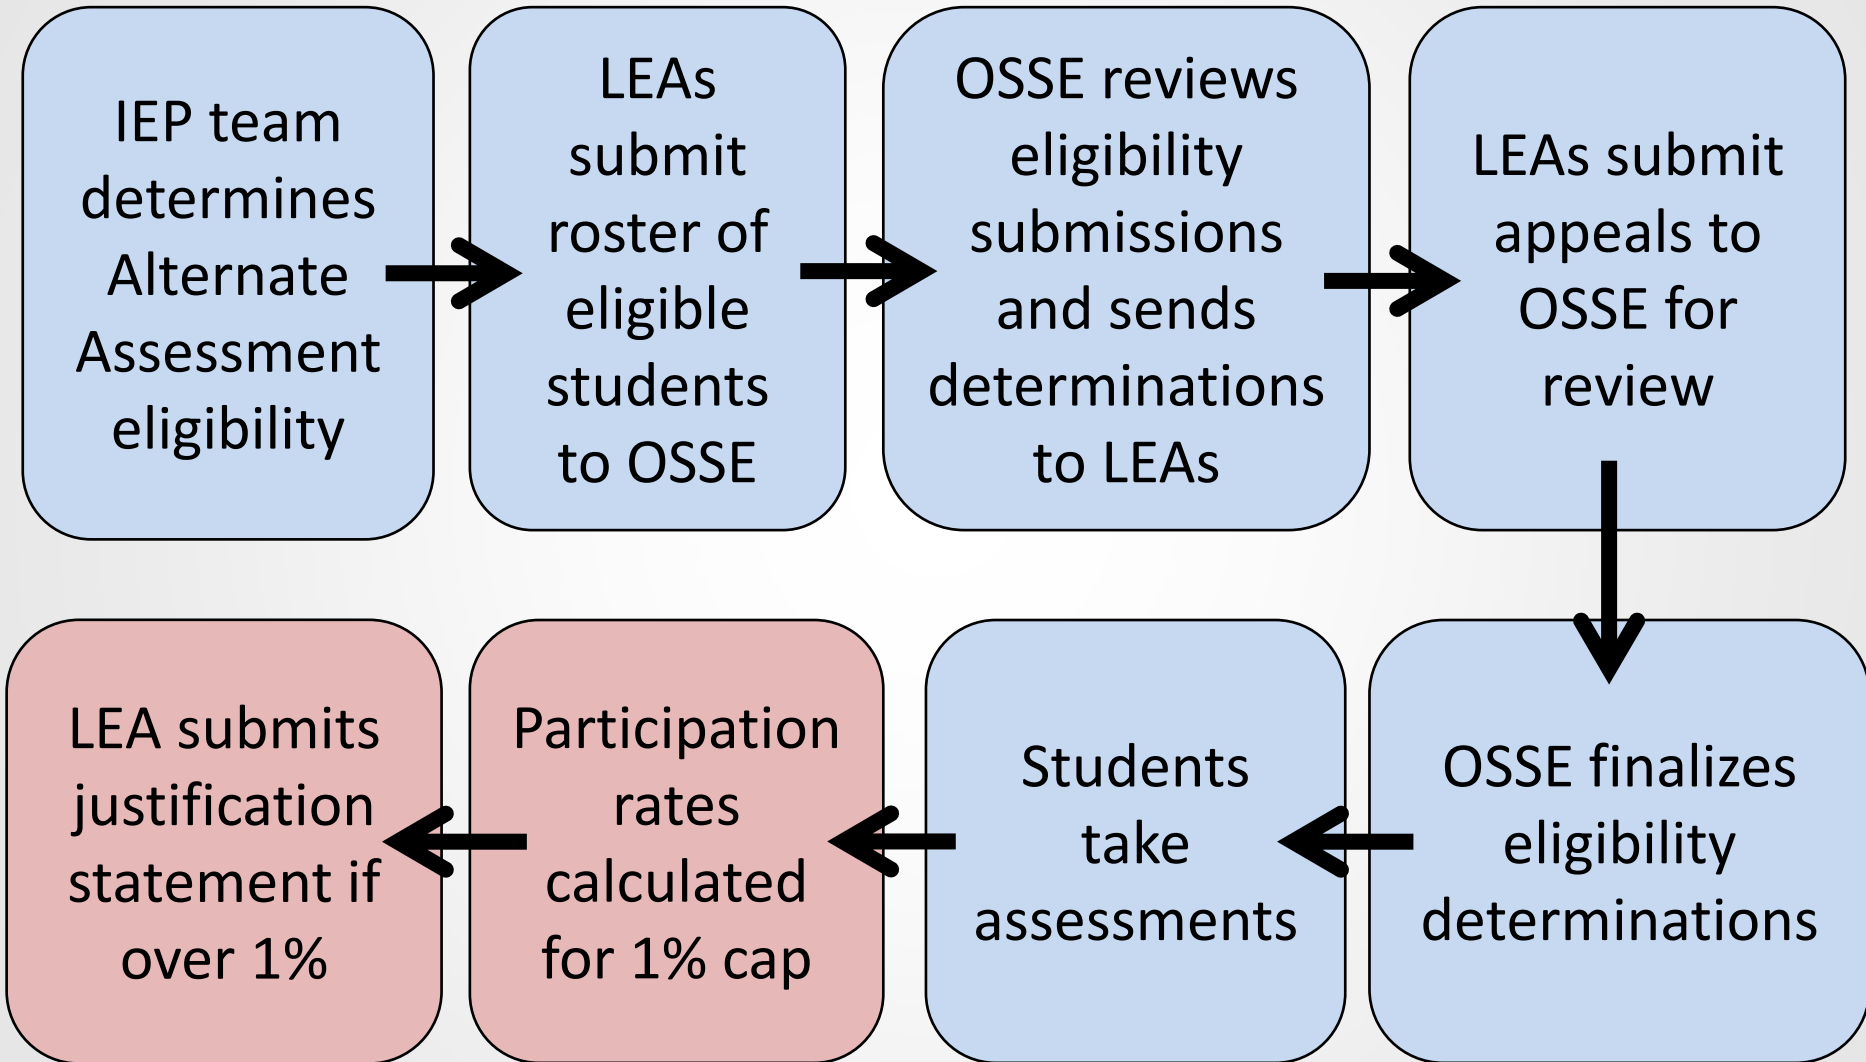 IEP team
determines
Alternate
Assessment
eligibility
LEAs
submit
roster of
eligible
students
to OSSE
OSSE reviews
eligibility
submissions
and sends
determinations
to LEAs
LEAs submit
appeals to
OSSE for
review
OSSE finalizes
eligibility
determinations
Students
take
assessments
Participation
rates
calculated
for 1% cap
LEA submits
justification
statement if
over 1%